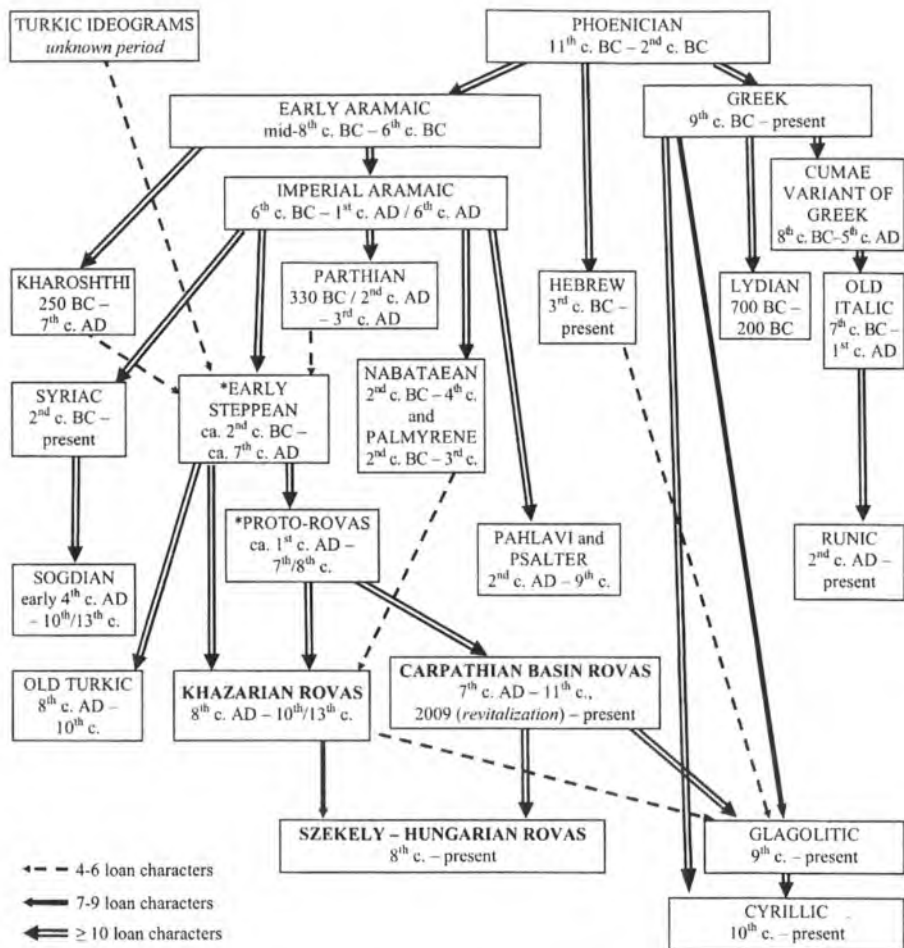 TURKIC IDEOGRAMS
unknown period
PHOENICIAN
11th c. BC – 2nd c. BC
EARLY ARAMAIC
mid-8th c. BC – 6th c. BC
GREEK
9th c. BC – present
IMPERIAL ARAMAIC
6th c. BC – 1st c. AD / 6th c. AD
CUMAE
VARIANT OF
GREEK
8th c. BC–5th c. AD
KHAROSHTHI
250 BC –
7th c. AD
PARTHIAN
330 BC / 2nd c. AD
– 3rd c. AD
HEBREW
3rd c. BC –
present
LYDIAN
700 BC –
200 BC
OLD
ITALIC
7th c. BC –
1st c. AD
SYRIAC
2nd c. BC –
present
*EARLY
STEPPEAN
ca. 2nd c. BC –
ca. 7th c. AD
NABATAEAN
2nd c. BC – 4th c.
and
PALMYRENE
2nd c. BC – 3rd c.
*PROTO-ROVAS
ca. 1st c. AD –
7th/8th c.
PAHLAVI and
PSALTER
2nd c. AD – 9th c.
RUNIC
2nd c. AD –
present
SOGDIAN
early 4th c. AD
– 10th/13th c.
OLD TURKIC
8th c. AD –
10th c.
KHAZARIAN ROVAS
8th c. AD – 10th/13th c.
CARPATHIAN BASIN ROVAS
7th c. AD – 11th c.,
2009 (revitalization) – present
SZEKELY – HUNGARIAN ROVAS
8th c. – present
GLAGOLITIC
9th c. – present
CYRILLIC
10th c. – present
4-6 loan characters
7-9 loan characters
≥ 10 loan characters